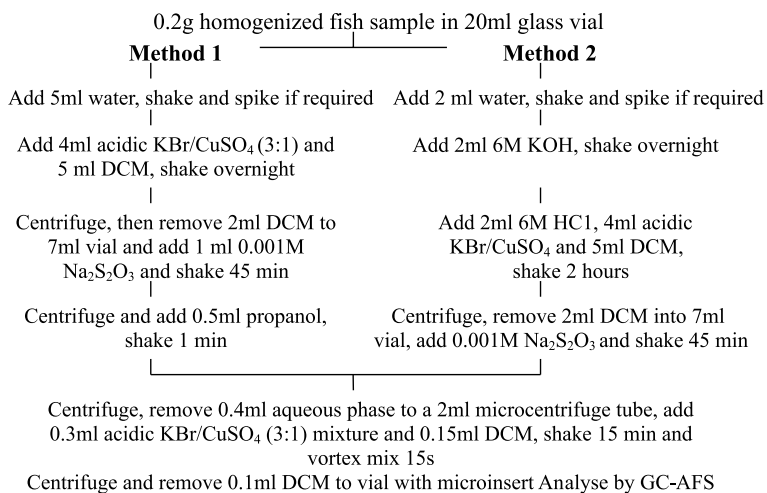 0.2g homogenized fish sample in 20ml glass vial
Method 1
Add 5ml water, shake and spike if required
Add 4ml acidic KBr/CuSO₄ (3:1) and
5 ml DCM, shake overnight
Centrifuge, then remove 2ml DCM to
7ml vial and add 1 ml 0.001M
Na₂S₂O₃ and shake 45 min
Centrifuge and add 0.5ml propanol,
shake 1 min
Method 2
Add 2 ml water, shake and spike if required
Add 2ml 6M KOH, shake overnight
Add 2ml 6M HC1, 4ml acidic
KBr/CuSO₄ and 5ml DCM,
shake 2 hours
Centrifuge, remove 2ml DCM into 7ml
vial, add 0.001M Na₂S₂O₃ and shake 45 min
Centrifuge, remove 0.4ml aqueous phase to a 2ml microcentrifuge tube, add
0.3ml acidic KBr/CuSO₄ (3:1) mixture and 0.15ml DCM, shake 15 min and
vortex mix 15s
Centrifuge and remove 0.1ml DCM to vial with microinsert Analyse by GC-AFS